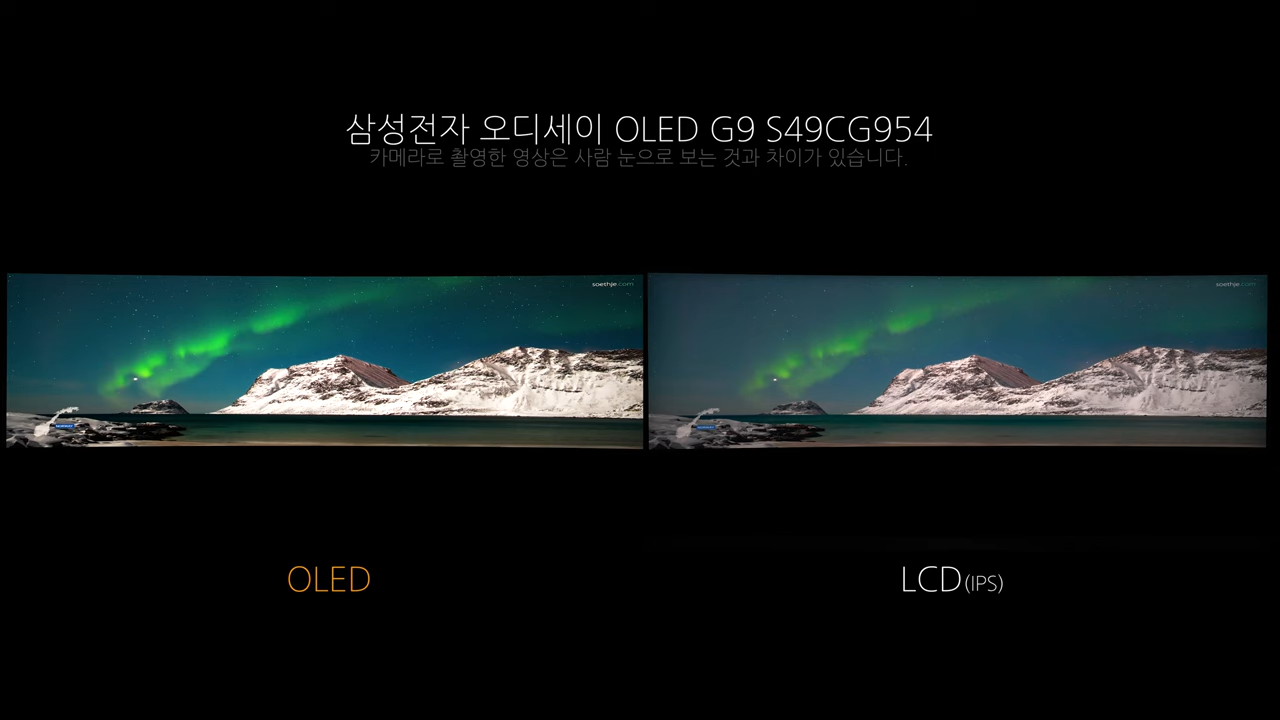 삼성전자 오디세이 OLED G9 S49CG954
카메라로 촬영한 영상은 사람 눈으로 보는 것과 차이가 있습니다.
soethje.com
soethje.com
OLED
LCD(IPS)